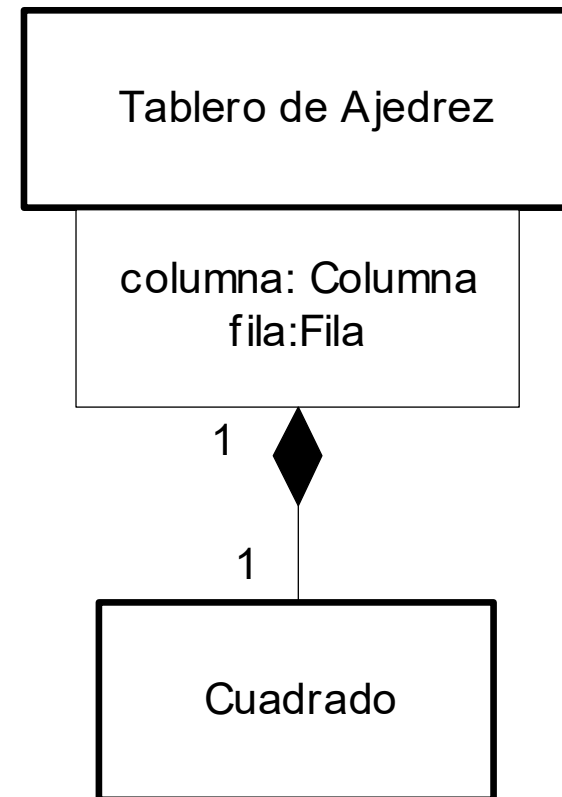 Tablero de Ajedrez
columna: Columna
fila:Fila
1
1
Cuadrado